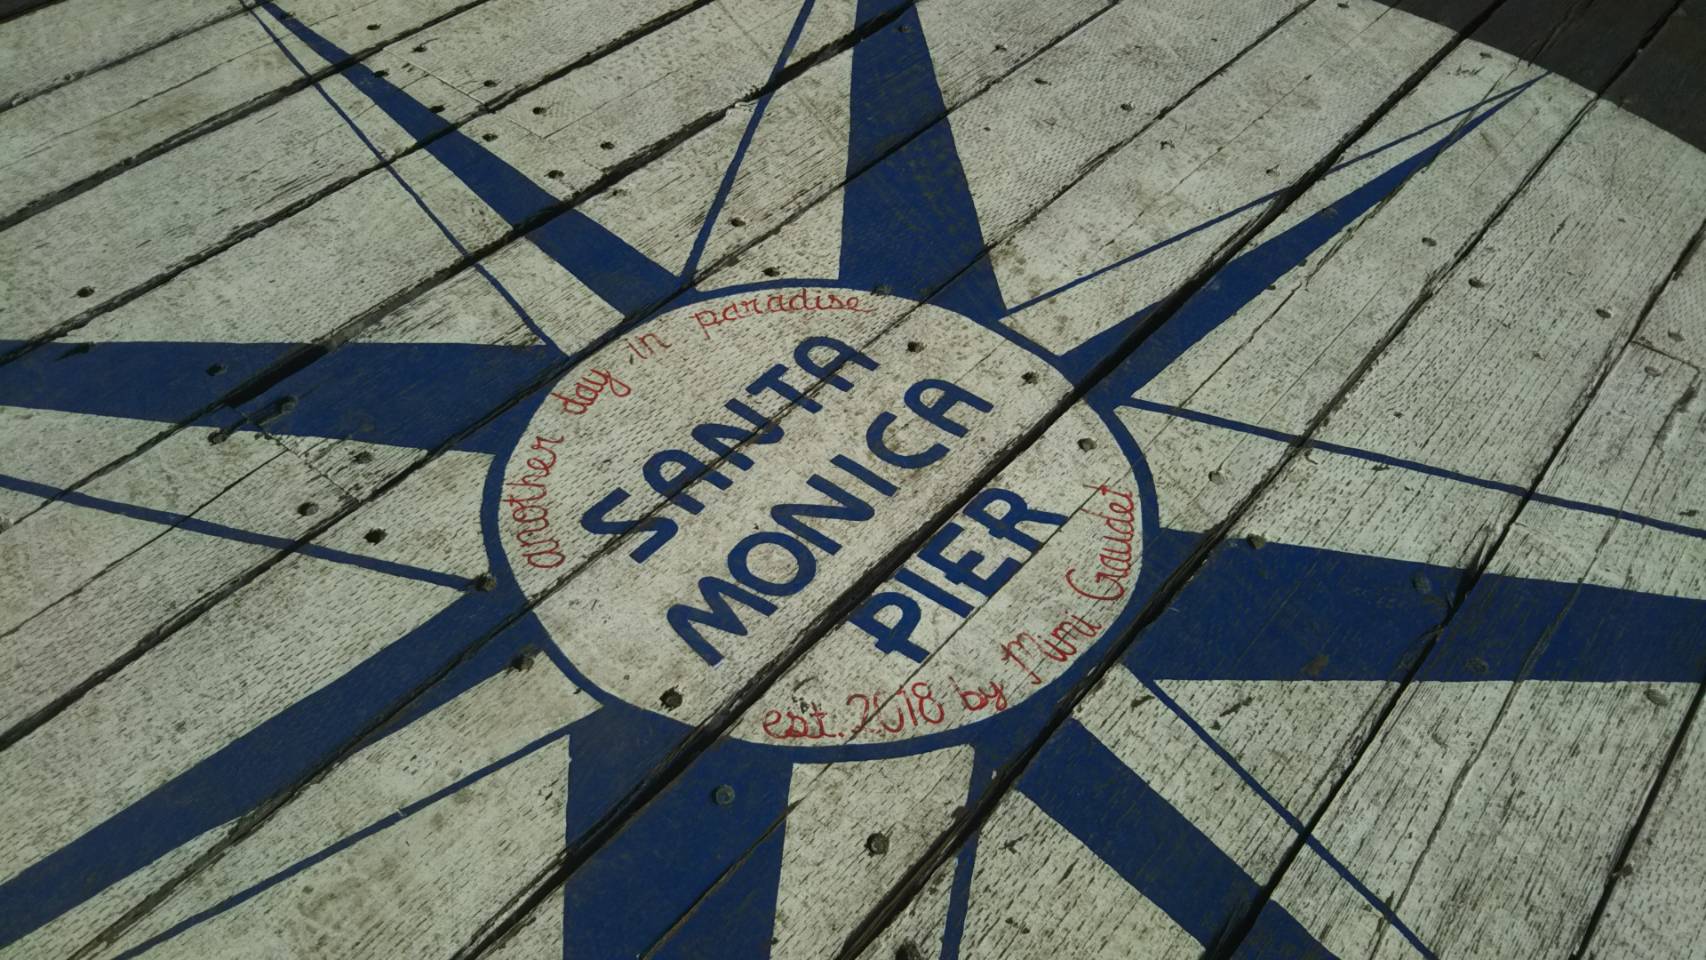 another day in paradise
SANTA
MONICA
PIER
est. 2018 by Mimi Gaudet